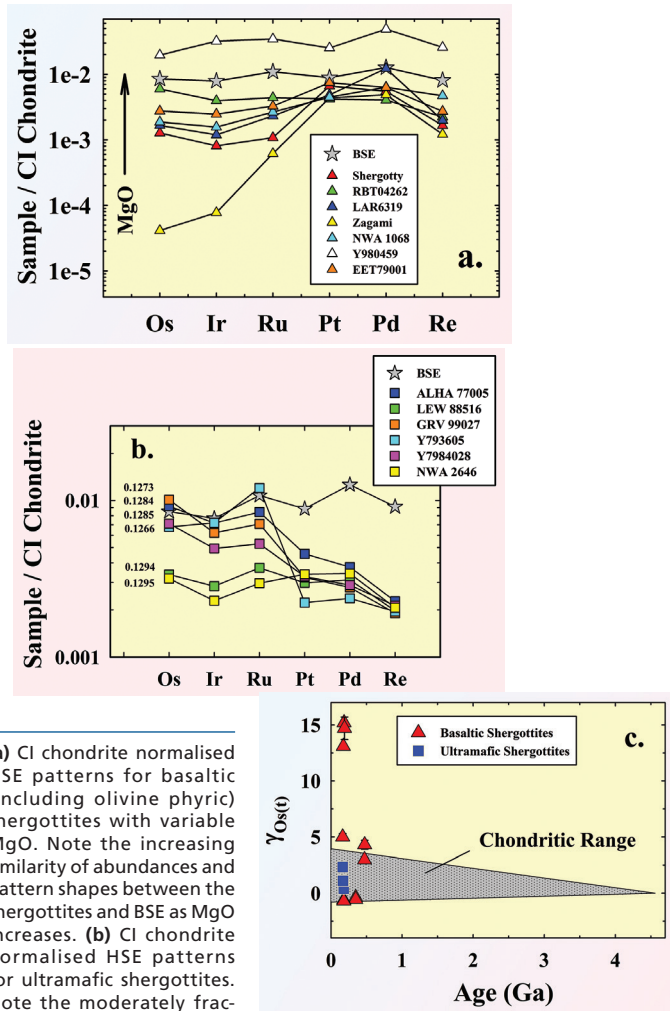 Sample / CI Chondrite
1e-2
1e-3
1e-4
1e-5
MgO
BSE
Shergotty
RBT04262
LAR6319
Zagami
NWA 1068
Y980459
EET79001
a.
Os Ir Ru Pt Pd Re
BSE
ALHA 77005
LEW 88516
GRV 99027
Y793605
Y7984028
NWA 2646
b.
Sample / CI Chondrite
0.01
0.001
0.1273
0.1284
0.1285
0.1266
0.1294
0.1295
Os Ir Ru Pt Pd Re
a) CI chondrite normalised
SE patterns for basaltic
ncluding olivine phyric)
hergottites with variable
MgO. Note the increasing
milarity of abundances and
attern shapes between the
hergottites and BSE as MgO
ncreases. (b) CI chondrite
ormalised HSE patterns
or ultramafic shergottites.
ote the moderately frac-
c.
Basaltic Shergottites
Ultramafic Shergottites
γOs(t)
15
10
5
0
Chondritic Range
0 1 2 3 4
Age (Ga)